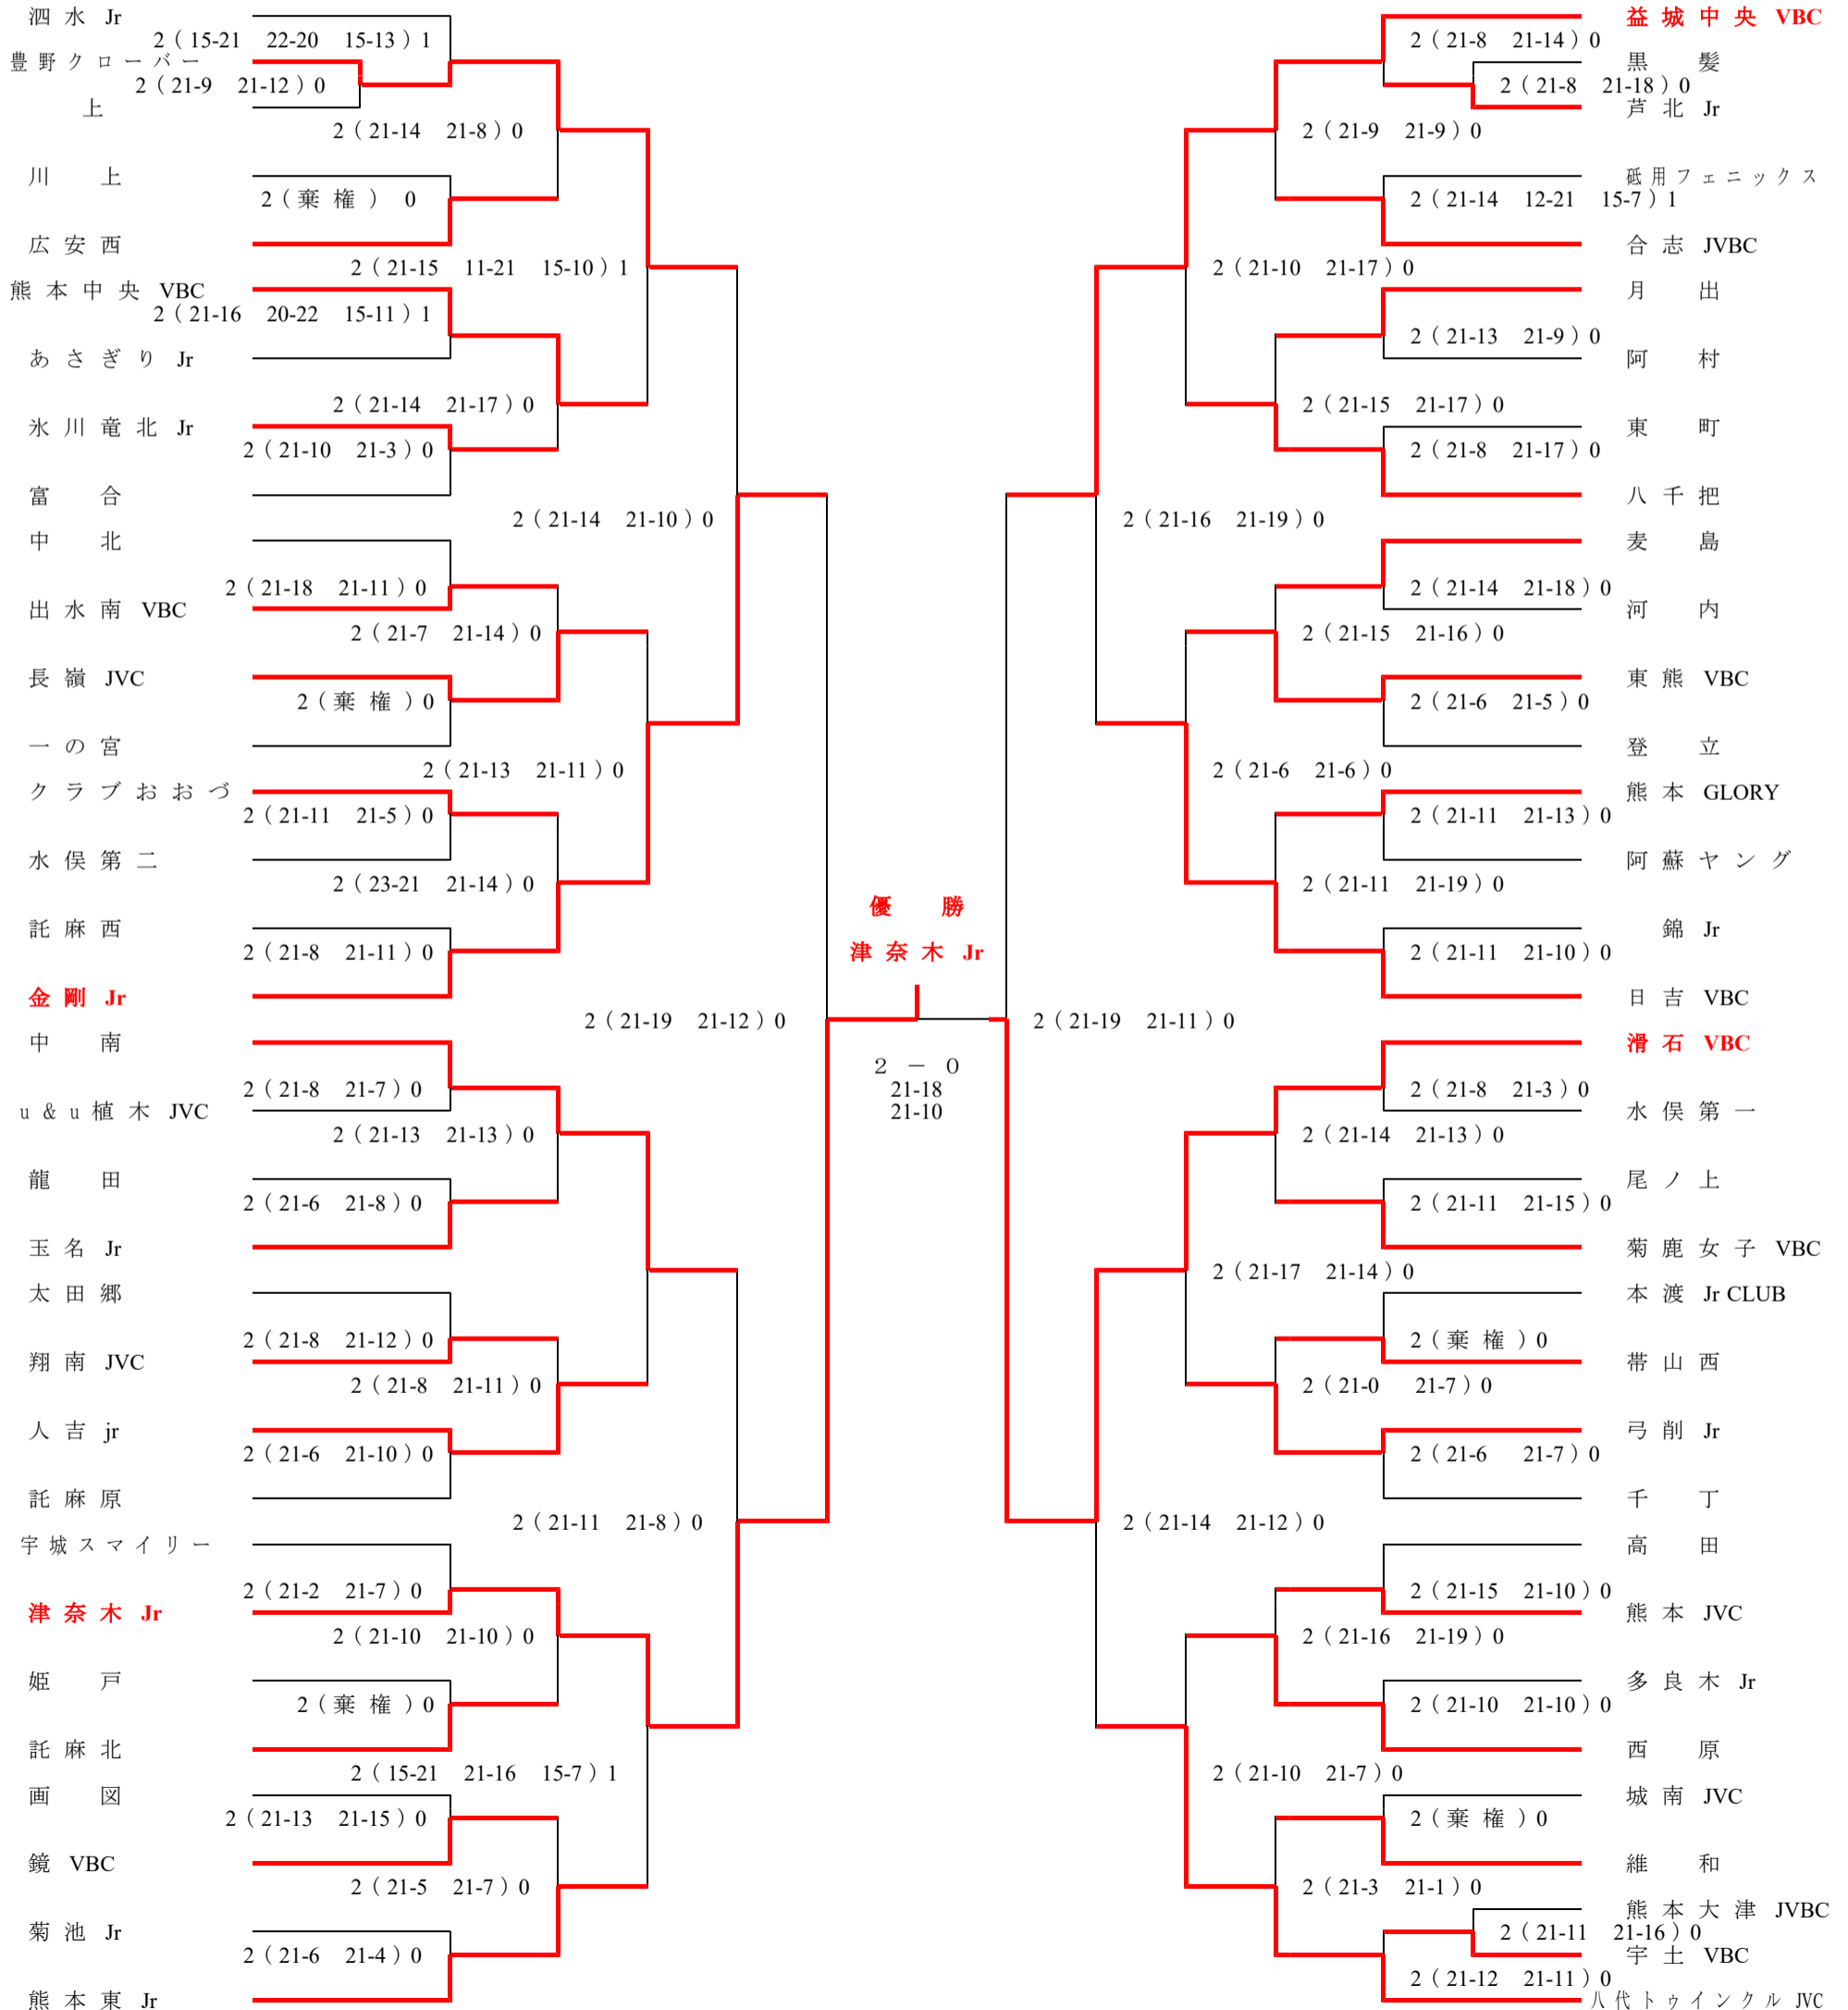 泗水 Jr
2（15-21 22-20 15-13）1
豊野クローバー
2（21-9 21-12）0
上
2（21-14 21-8）0
川 上
2（棄権） 0
広安西
2（21-15 11-21 15-10）1
熊本中央 VBC
2（21-16 20-22 15-11）1
あさぎり Jr
2（21-14 21-17）0
氷川竜北 Jr
2（21-10 21-3）0
富 合
2（21-14 21-10）0
中 北
2（21-18 21-11）0
出水南 VBC
2（21-7 21-14）0
長嶺 JVC
2（棄権）0
一の宮
2（21-13 21-11）0
クラブおおづ
2（21-11 21-5）0
水俣第二
2（23-21 21-14）0
託麻西
2（21-8 21-11）0
金剛 Jr
2（21-19 21-12）0
中 南
2（21-8 21-7）0
u＆u植木 JVC
2（21-13 21-13）0
龍 田
2（21-6 21-8）0
玉名 Jr
太田郷
2（21-8 21-12）0
翔南 JVC
2（21-8 21-11）0
人吉 jr
2（21-6 21-10）0
託麻原
2（21-11 21-8）0
宇城スマイリー
2（21-2 21-7）0
津奈木 Jr
2（21-10 21-10）0
姫 戸
2（棄権）0
託麻北
2（15-21 21-16 15-7）1
画 図
2（21-13 21-15）0
鏡 VBC
2（21-5 21-7）0
菊池 Jr
2（21-6 21-4）0
熊本東 Jr
優 勝
津奈木 Jr
２ － ０
21-18
21-10
益城中央 VBC
2（21-8 21-14）0
黒 髪
2（21-8 21-18）0
芦北 Jr
2（21-9 21-9）0
砥用フェニックス
2（21-14 12-21 15-7）1
合志 JVBC
2（21-10 21-17）0
月 出
2（21-13 21-9）0
阿 村
2（21-15 21-17）0
東 町
2（21-8 21-17）0
八千把
2（21-16 21-19）0
麦 島
2（21-14 21-18）0
河 内
2（21-15 21-16）0
東熊 VBC
2（21-6 21-5）0
登 立
2（21-6 21-6）0
熊本 GLORY
2（21-11 21-13）0
阿蘇ヤング
2（21-11 21-19）0
錦 Jr
2（21-11 21-10）0
日吉 VBC
2（21-19 21-11）0
滑石 VBC
2（21-8 21-3）0
水俣第一
2（21-14 21-13）0
尾ノ上
2（21-11 21-15）0
菊鹿女子 VBC
2（21-17 21-14）0
本渡 Jr CLUB
2（棄権）0
帯山西
2（21-0 21-7）0
弓削 Jr
2（21-6 21-7）0
千 丁
2（21-14 21-12）0
高 田
2（21-15 21-10）0
熊本 JVC
2（21-16 21-19）0
多良木 Jr
2（21-10 21-10）0
西 原
2（21-10 21-7）0
城南 JVC
2（棄権）0
維 和
2（21-3 21-1）0
熊本大津 JVBC
2（21-11 21-16）0
宇土 VBC
2（21-12 21-11）0
八代トゥインクル JVC